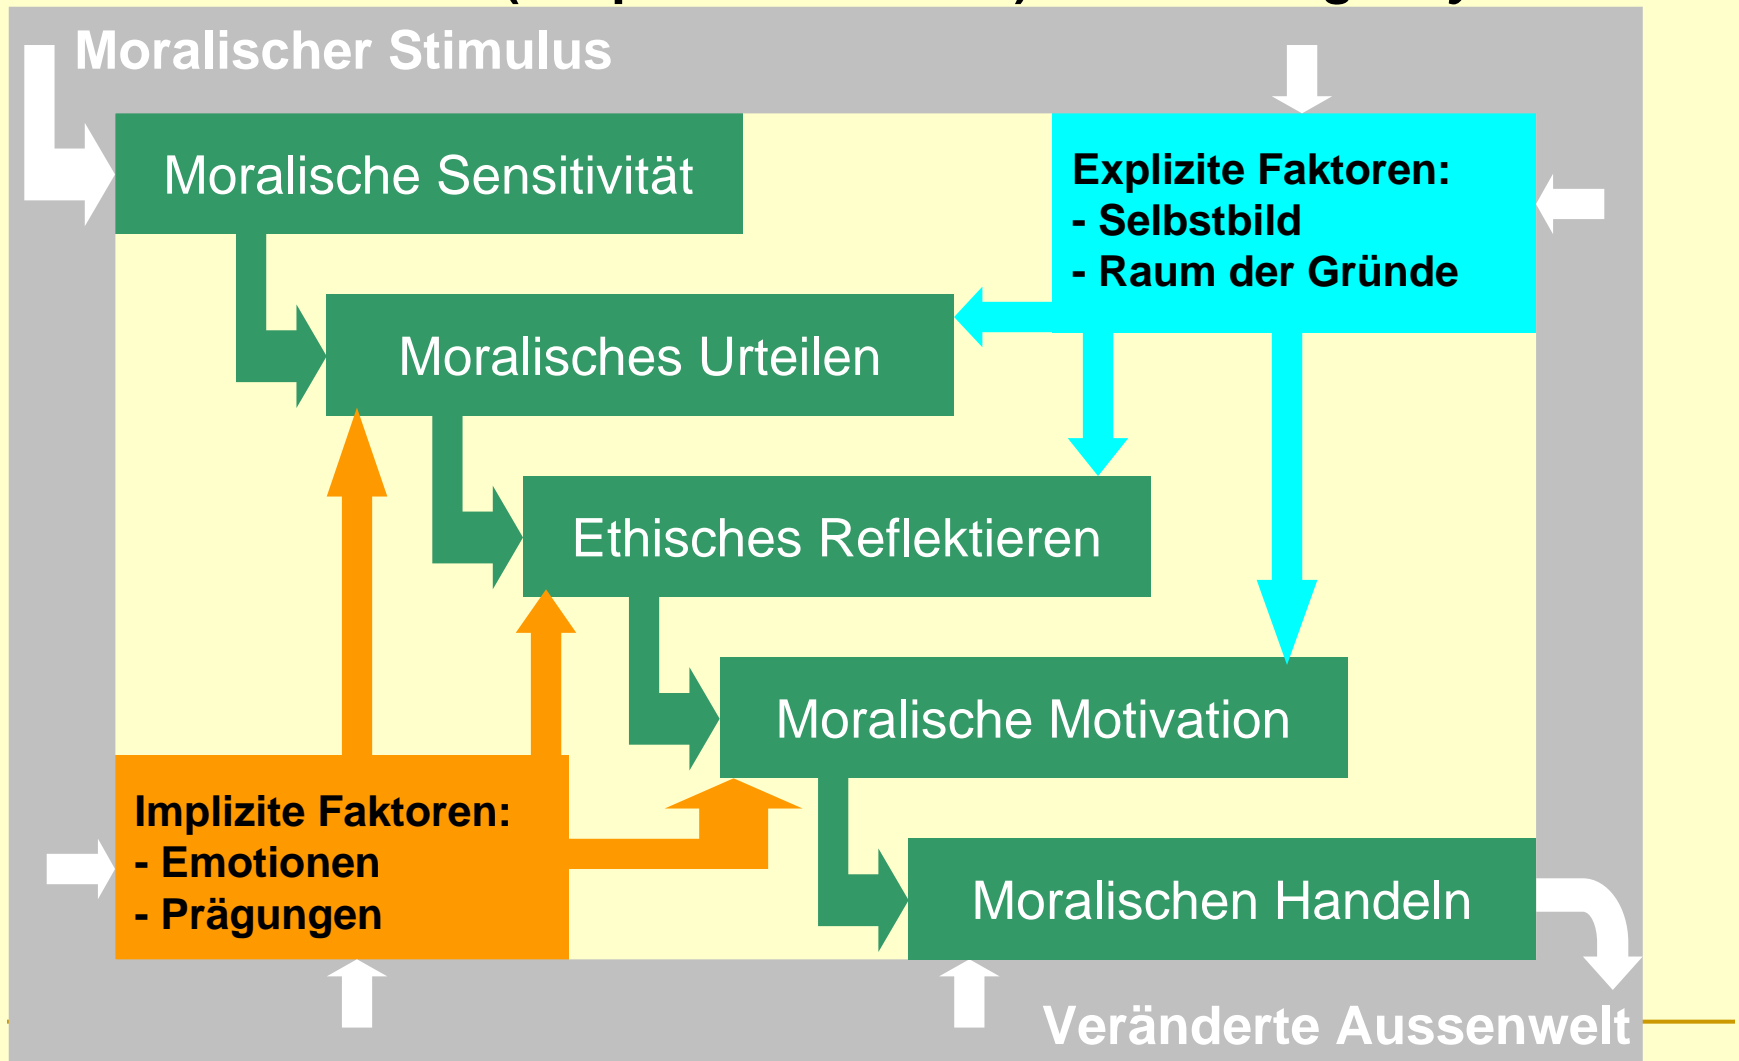 Moralischer Stimulus
Moralische Sensitivität
Explizite Faktoren:
- Selbstbild
- Raum der Gründe
Moralisches Urteilen
Ethisches Reflektieren
Moralische Motivation
Implizite Faktoren:
- Emotionen
- Prägungen
Moralischen Handeln
Veränderte Aussenwelt